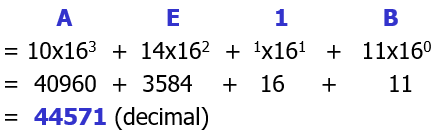 A E 1 B
= 10x16³ + 14x16² + ¹x16¹ + 11x16⁰
= 40960 + 3584 + 16 + 11
= 44571 (decimal)